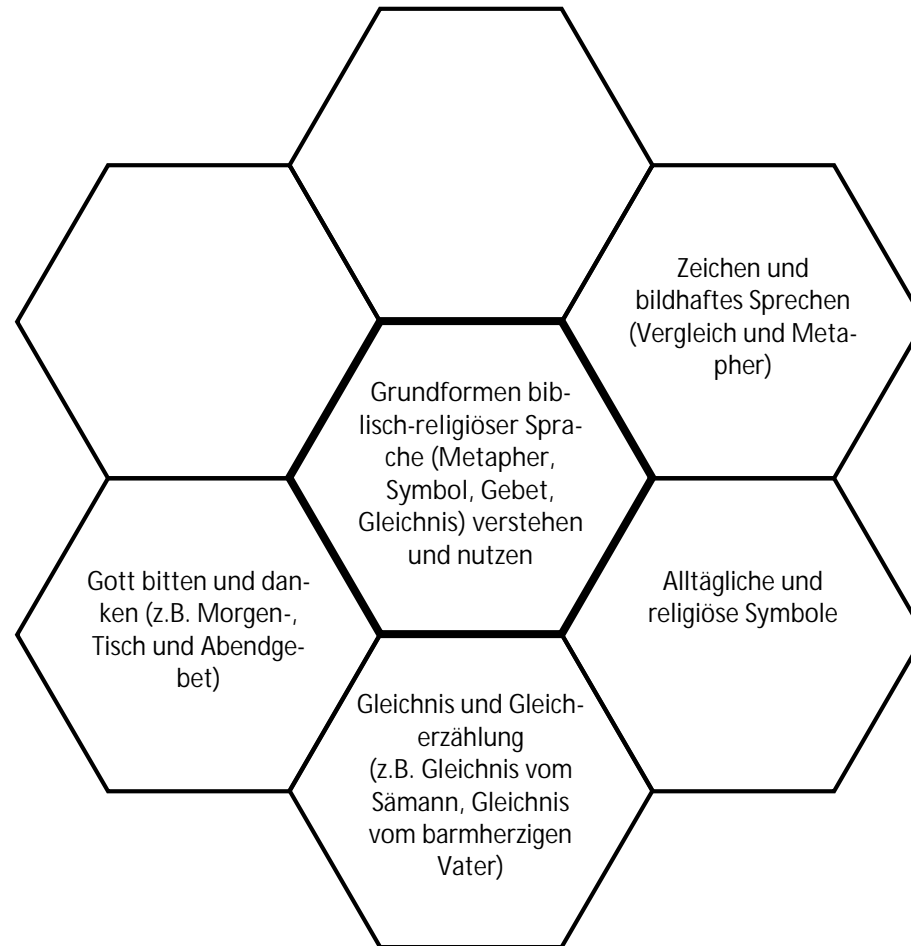 Zeichen und
bildhaftes Sprechen
(Vergleich und Meta-
pher)
Grundformen bib-
lisch-religiöser Spra-
che (Metapher,
Symbol, Gebet,
Gleichnis) verstehen
und nutzen
Gott bitten und dan-
ken (z.B. Morgen-,
Tisch und Abendge-
bet)
Alltägliche und
religiöse Symbole
Gleichnis und Gleich-
erzählung
(z.B. Gleichnis vom
Sämann, Gleichnis
vom barmherzigen
Vater)